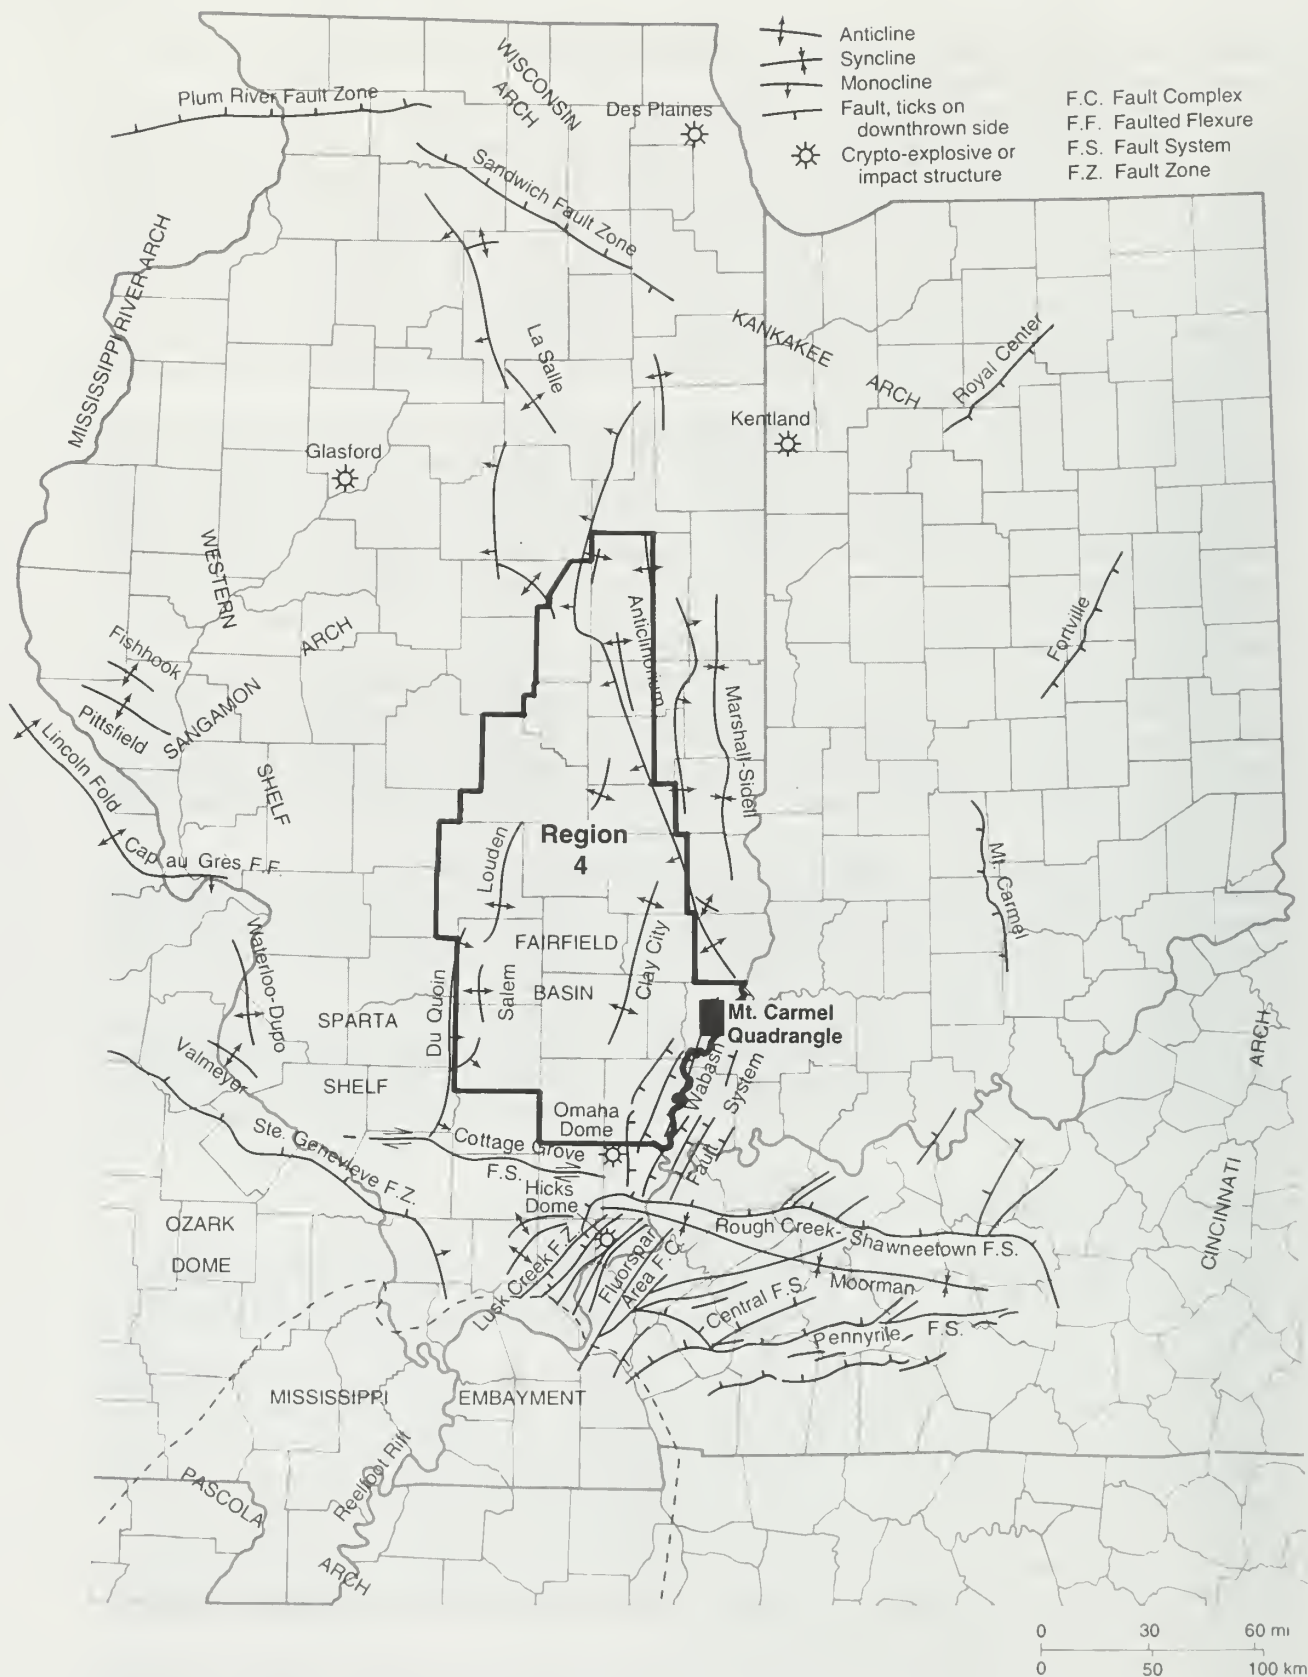 Anticline
Syncline
Monocline
Fault, ticks on
downthrown side
Crypto-explosive or
impact structure
F.C. Fault Complex
F.F. Faulted Flexure
F.S. Fault System
F.Z. Fault Zone
WISCONSIN
ARCH
Plum River Fault Zone
Des Plaines
Sandwich Fault Zone
MISSISSIPPI RIVER ARCH
La Salle
KANKAKEE
ARCH
Royal Center
Kentland
Glasford
WESTERN
SHELF
Fishhook
Pittsfield
SANGAMON
ARCH
Lincoln Fold
Cap au Grès F.F.
Anticlinorium
Marshall-Sidell
Fortville
Mt. Carmel
Region
4
Louden
FAIRFIELD
BASIN
Clay City
Salem
Du Quoin
Waterloo-Dupo
Valmeyer
SPARTA
SHELF
Mt. Carmel
Quadrangle
Wabash
Fault
System
Omaha
Dome
Cottage Grove
F.S.
Ste. Genevieve F.Z.
Hicks
Dome
OZARK
DOME
CINCINNATI
ARCH
Rough Creek-Shawneetown F.S.
Lusk Creek F.Z.
Fluorspar
Area F.C.
Moorman
Central F.S.
Pennyrile F.S.
MISSISSIPPI
EMBAYMENT
Reelfoot Rift
PASCOLA
ARCH
0 30 60 mi
0 50 100 km